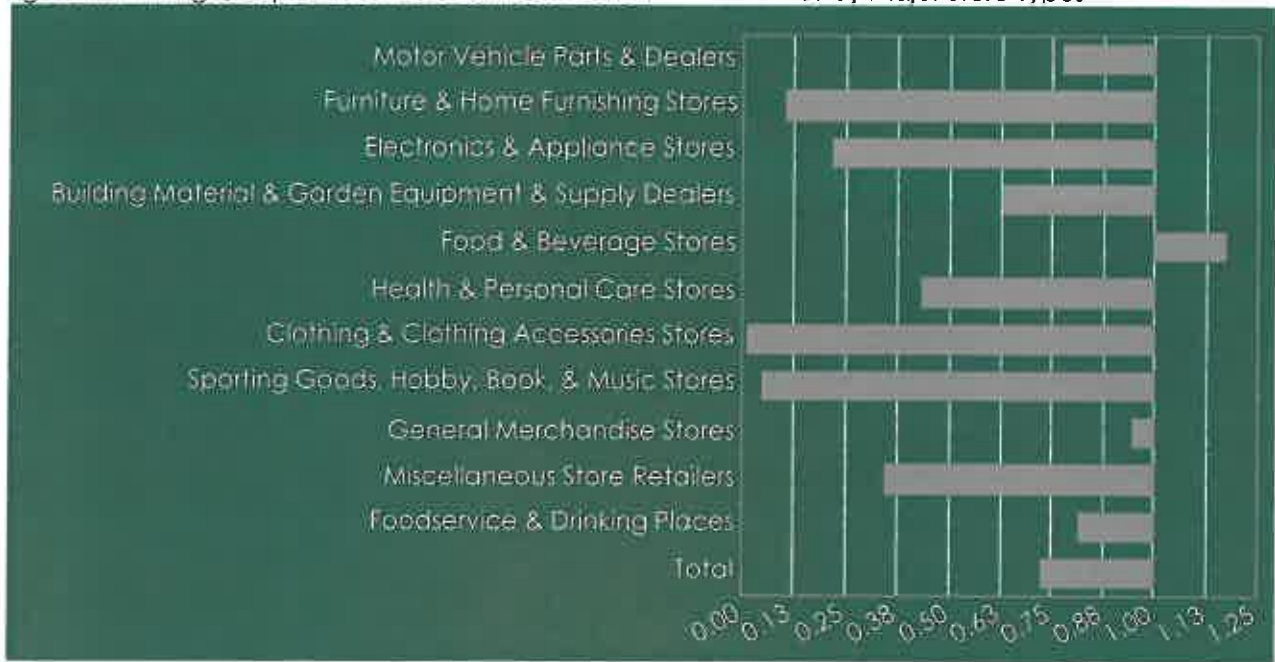 Motor Vehicle Parts & Dealers
Furniture & Home Furnishing Stores
Electronics & Appliance Stores
Building Material & Garden Equipment & Supply Dealers
Food & Beverage Stores
Health & Personal Care Stores
Clothing & Clothing Accessories Stores
Sporting Goods, Hobby, Book, & Music Stores
General Merchandise Stores
Miscellaneous Store Retailers
Foodservice & Drinking Places
Total
0.00 0.13 0.25 0.38 0.50 0.63 0.75 0.88 1.00 1.13 1.25